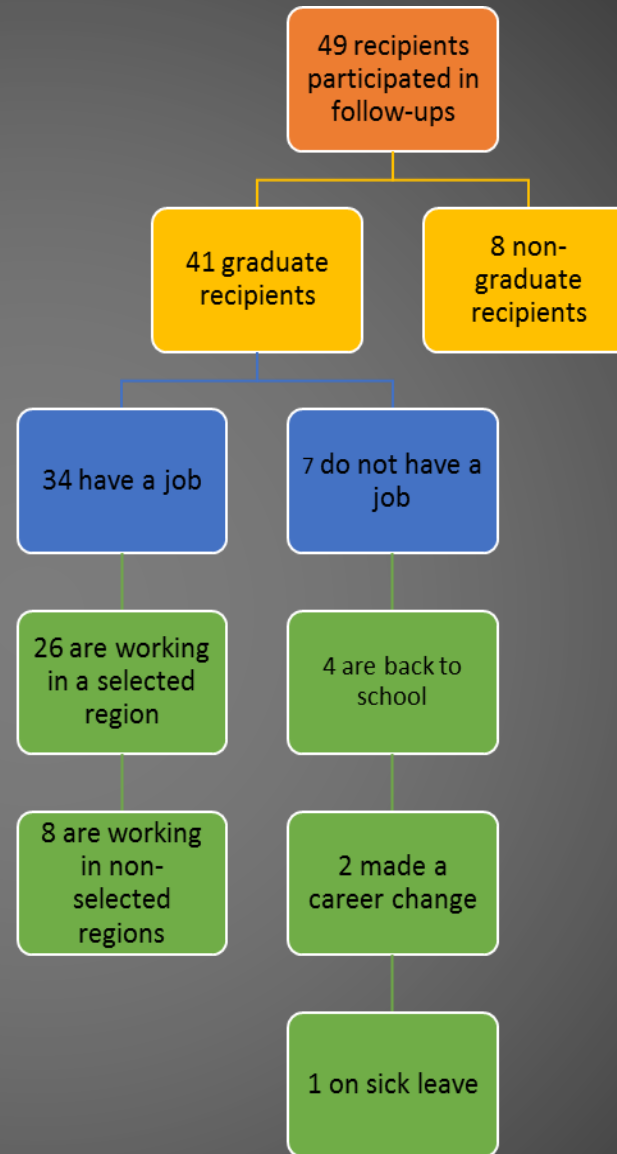 49 recipients
participated in
follow-ups
41 graduate
recipients
8 non-
graduate
recipients
34 have a job
7 do not have a
job
26 are working
in a selected
region
4 are back to
school
8 are working
in non-
selected
regions
2 made a
career change
1 on sick leave